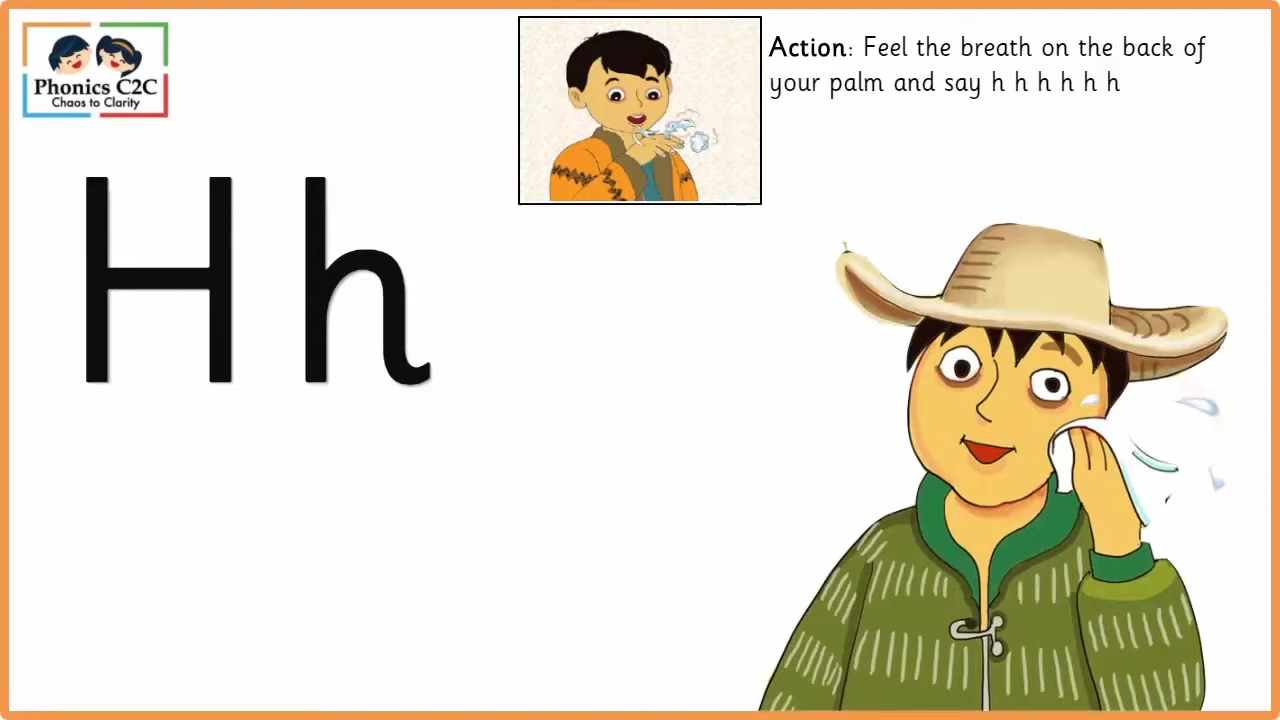 Phonics C2C
Chaos to Clarity
Action: Feel the breath on the back of
your palm and say h h h h h h
H h